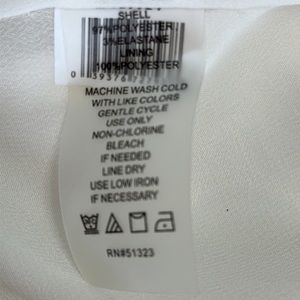 SHELL
97% POLYESTER
3% ELASTANE
LINING
100% POLYESTER
MACHINE WASH COLD
WITH LIKE COLORS
GENTLE CYCLE
USE ONLY
NON-CHLORINE
BLEACH
IF NEEDED
LINE DRY
USE LOW IRON
IF NECESSARY
RN#51323